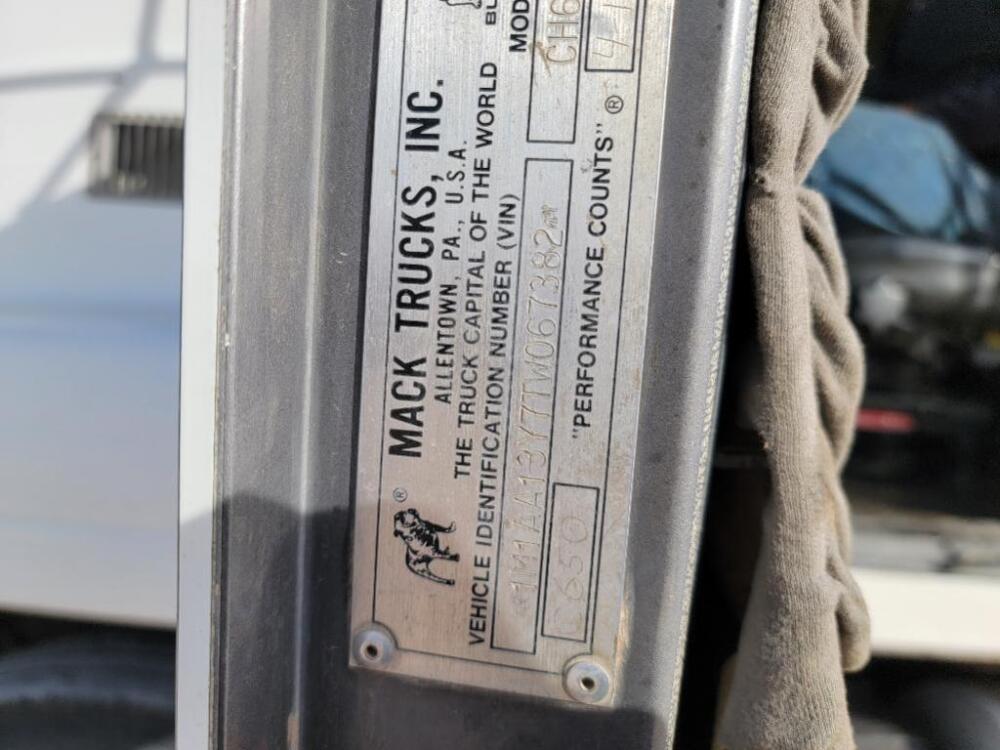 MACK TRUCKS, INC.
ALLENTOWN, PA., U.S.A.
THE TRUCK CAPITAL OF THE WORLD
VEHICLE IDENTIFICATION NUMBER (VIN)
1M1AA13Y7TW067382
CH6
"PERFORMANCE COUNTS" ®